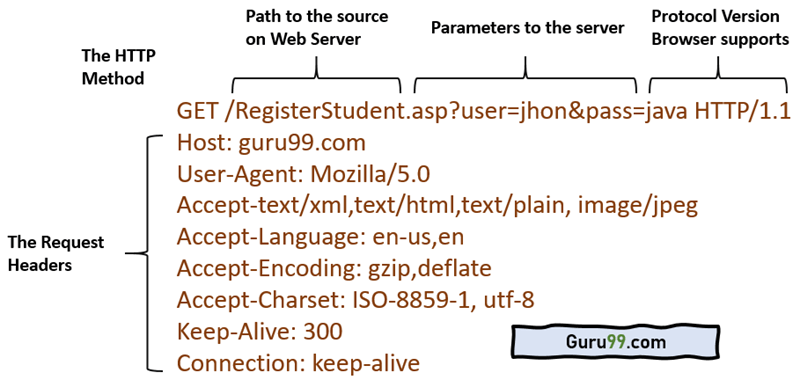 Path to the source
on Web Server
Parameters to the server
Protocol Version
Browser supports
The HTTP
Method
GET /RegisterStudent.asp?user=jhon&pass=java HTTP/1.1
Host: guru99.com
User-Agent: Mozilla/5.0
Accept-text/xml,text/html,text/plain, image/jpeg
The Request
Headers
Accept-Language: en-us,en
Accept-Encoding: gzip,deflate
Accept-Charset: ISO-8859-1, utf-8
Keep-Alive: 300
Connection: keep-alive
Guru99.com